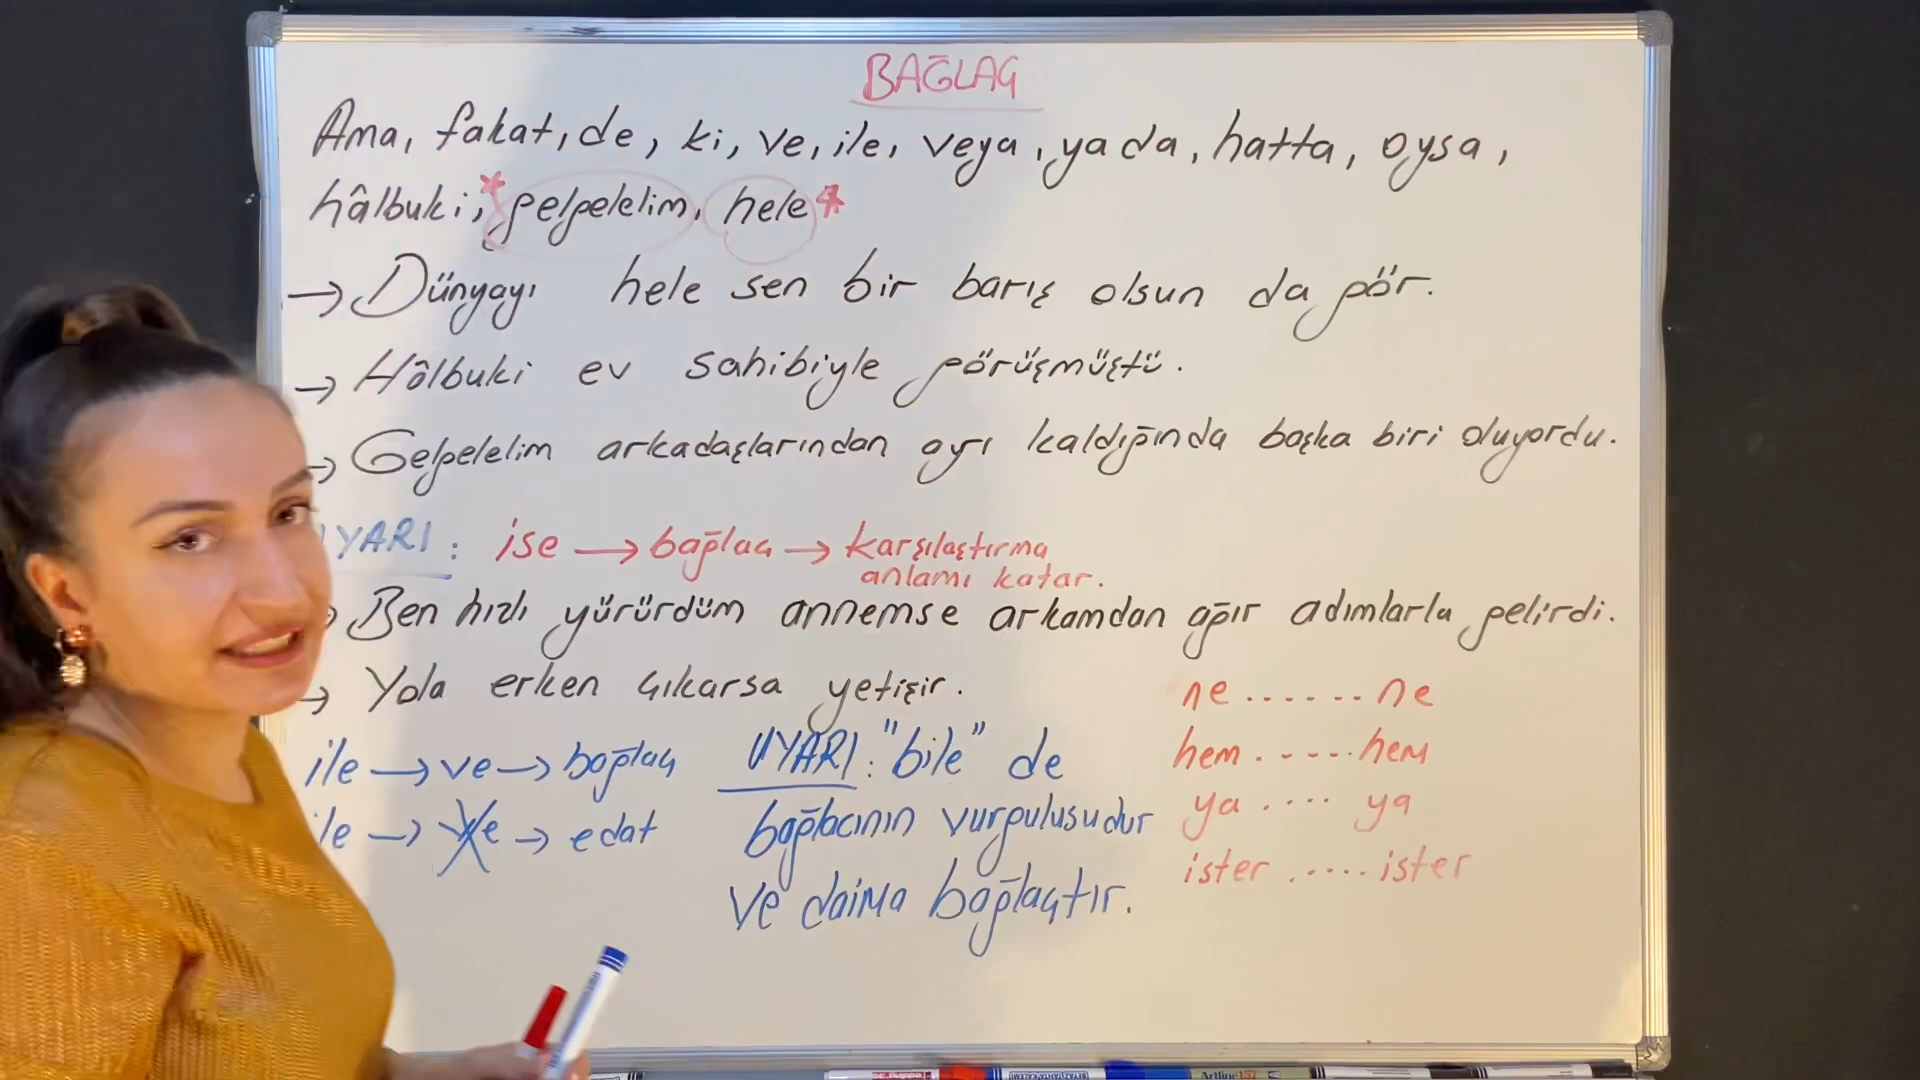 BAĞLAÇ
Ama, fakat, de, ki, ve, ile, veya, ya da, hatta, oysa,
hâlbuki, gelgelelim, hele
→ Dünyayı hele sen bir barış olsun da gör.
→ Hâlbuki ev sahibiyle görüşmüştü.
→ Gelgelelim arkadaşlarından ayrı kaldığında başka biri oluyordu.
UYARI : ise → bağlaç → karşılaştırma
anlamı katar.
Ben hızlı yürürdüm annemse arkamdan ağır adımlarla gelirdi.
→ Yola erken çıkarsa yetişir.
ile → ve → bağlaç
ile → ve → edat
UYARI : "bile" de
bağlacının vurgulusudur
ve daima bağlaçtır.
ne ...... ne
hem ...... hem
ya .... ya
ister ..... ister
Artline 157